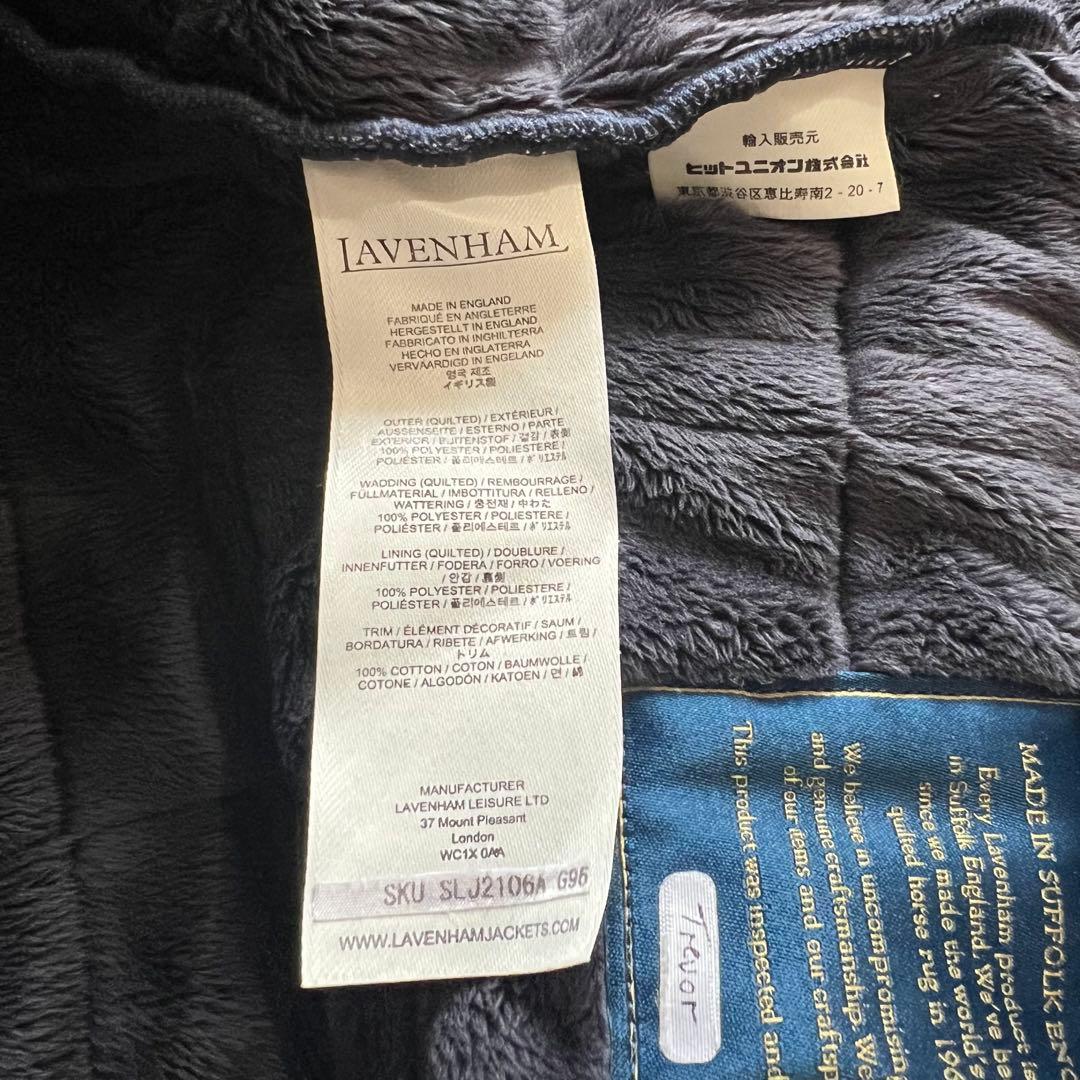 LAVENHAM
MADE IN ENGLAND
FABRIQUÉ EN ANGLETERRE
HERGESTELLT IN ENGLAND
FABBRICATO IN INGHILTERRA
HECHO EN INGLATERRA
VERVAARDIGD IN ENGELAND
영국 제조
イギリス製
OUTER (QUILTED) / EXTÉRIEUR /
AUSSENSEITE / ESTERNO / PARTE
EXTERIOR / BUITENSTOF / 겉감 / 表側
100% POLYESTER / POLIESTERE /
POLIÉSTER / 폴리에스테르 / ポリエステル
WADDING (QUILTED) / REMBOURRAGE /
FÜLLMATERIAL / IMBOTTITURA / RELLENO /
WATTERING / 충전재 / 中わた
100% POLYESTER / POLIESTERE /
POLIÉSTER / 폴리에스테르 / ポリエステル
LINING (QUILTED) / DOUBLURE /
INNENFUTTER / FODERA / FORRO / VOERING
/ 안감 / 裏側
100% POLYESTER / POLIESTERE /
POLIÉSTER / 폴리에스테르 / ポリエステル
TRIM / ÉLÉMENT DÉCORATIF / SAUM /
BORDATURA / RIBETE / AFWERKING / 트림 /
トリム
100% COTTON / COTON / BAUMWOLLE /
COTONE / ALGODÓN / KATOEN / 면 / 綿
MANUFACTURER
LAVENHAM LEISURE LTD
37 Mount Pleasant
London
WC1X 0AA
SKU SLJ2106A G96
WWW.LAVENHAMJACKETS.COM
輸入販売元
ヒットユニオン株式会社
東京都渋谷区恵比寿南2-20-7
MADE IN SUFFOLK
Every Lavenham product
in Suffolk England. We've
since we made the world's
quilted horse rug in
We believe in uncompromising
and genuine craftsmanship. We
of our items and our
This product was inspected and
Trevor